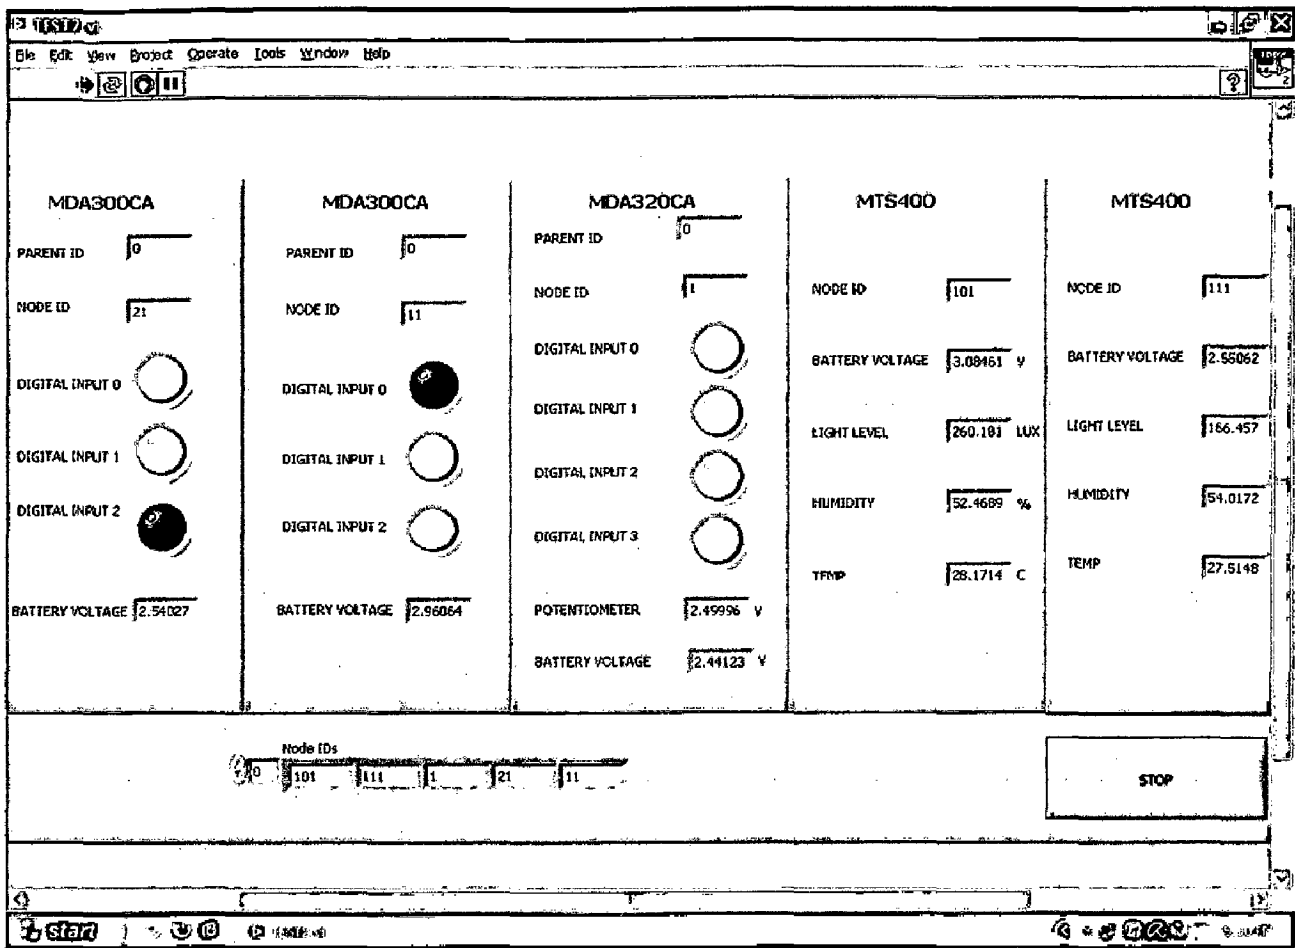 TEST2.vi
File Edit View Project Operate Tools Window Help
MDA300CA
PARENT ID 0
NODE ID 21
DIGITAL INPUT 0
DIGITAL INPUT 1
DIGITAL INPUT 2
BATTERY VOLTAGE 2.54027
MDA300CA
PARENT ID 0
NODE ID 11
DIGITAL INPUT 0
DIGITAL INPUT 1
DIGITAL INPUT 2
BATTERY VOLTAGE 2.96064
MDA320CA
PARENT ID 0
NODE ID 1
DIGITAL INPUT 0
DIGITAL INPUT 1
DIGITAL INPUT 2
DIGITAL INPUT 3
POTENTIOMETER 2.49996 V
BATTERY VOLTAGE 2.44123 V
MTS400
NODE ID 101
BATTERY VOLTAGE 3.08461 V
LIGHT LEVEL 260.181 LUX
HUMIDITY 52.4689 %
TEMP 28.1714 C
MTS400
NODE ID 111
BATTERY VOLTAGE 2.55062
LIGHT LEVEL 166.457
HUMIDITY 54.0172
TEMP 27.5148
Node IDs
0 101 111 1 21 11
STOP
start